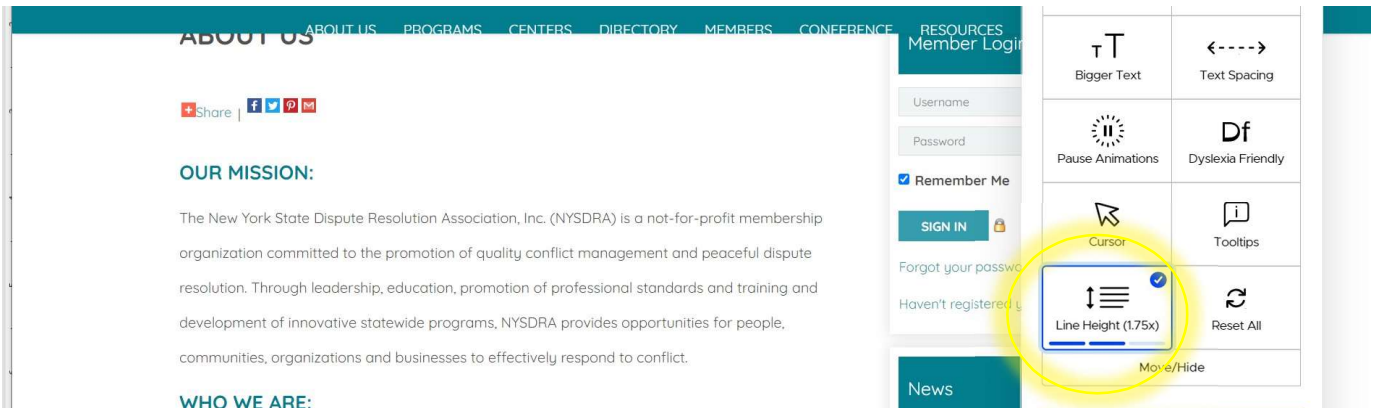 ABOUT US PROGRAMS CENTERS DIRECTORY MEMBERS CONFERENCE RESOURCES
ABOUT US
Share |
OUR MISSION:
The New York State Dispute Resolution Association, Inc. (NYSDRA) is a not-for-profit membership
organization committed to the promotion of quality conflict management and peaceful dispute
resolution. Through leadership, education, promotion of professional standards and training and
development of innovative statewide programs, NYSDRA provides opportunities for people,
communities, organizations and businesses to effectively respond to conflict.
WHO WE ARE:
Member Login
Username
Password
Remember Me
SIGN IN
Forgot your
Haven't registered
News
Bigger Text
Text Spacing
Pause Animations
Df
Dyslexia Friendly
Cursor
Tooltips
Line Height (1.75x)
Reset All
Move/Hide